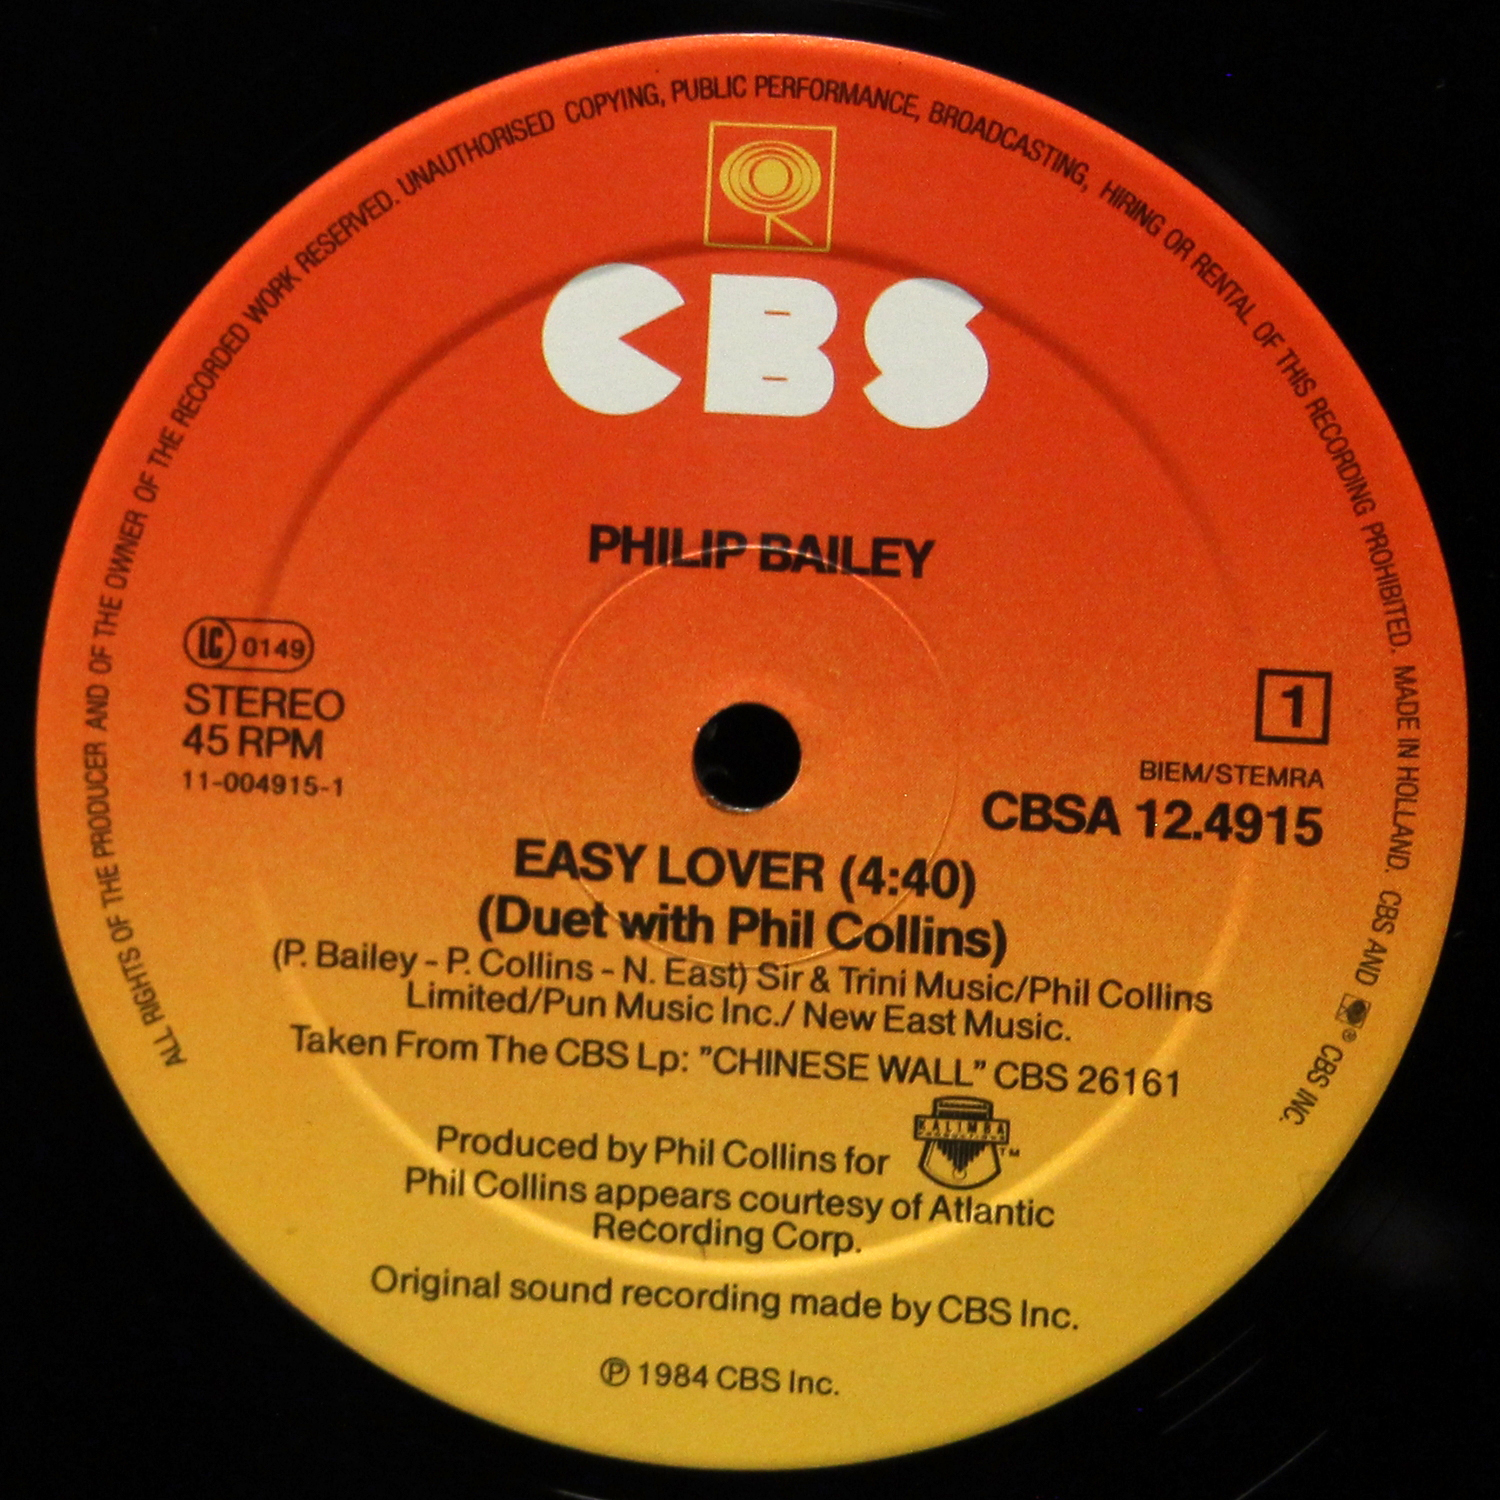 ALL RIGHTS OF THE PRODUCER AND OF THE OWNER OF THE RECORDED WORK RESERVED. UNAUTHORISED COPYING, PUBLIC PERFORMANCE, BROADCASTING, HIRING OR RENTAL OF THIS RECORDING PROHIBITED. MADE IN HOLLAND. CBS AND ® CBS INC.
CBS
PHILIP BAILEY
LC 0149
STEREO
45 RPM
11-004915-1
1
BIEM/STEMRA
CBSA 12.4915
EASY LOVER (4:40)
(Duet with Phil Collins)
(P. Bailey - P. Collins - N. East) Sir & Trini Music/Phil Collins
Limited/Pun Music Inc./ New East Music.
Taken From The CBS Lp: ”CHINESE WALL” CBS 26161
KALIMBA
TM
Produced by Phil Collins for
Phil Collins appears courtesy of Atlantic
Recording Corp.
Original sound recording made by CBS Inc.
℗ 1984 CBS Inc.